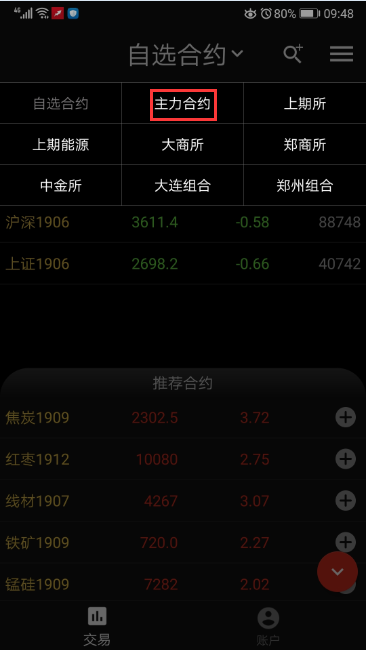 4G 80% 09:48
自选合约
自选合约 主力合约 上期所
上期能源 大商所 郑商所
中金所 大连组合 郑州组合
沪深1906 3611.4 -0.58 88748
上证1906 2698.2 -0.66 40742
推荐合约
焦炭1909 2302.5 3.72
红枣1912 10080 2.75
线材1907 4267 3.07
铁矿1909 720.0 2.27
锰硅1909 7282 2.02
交易 账户